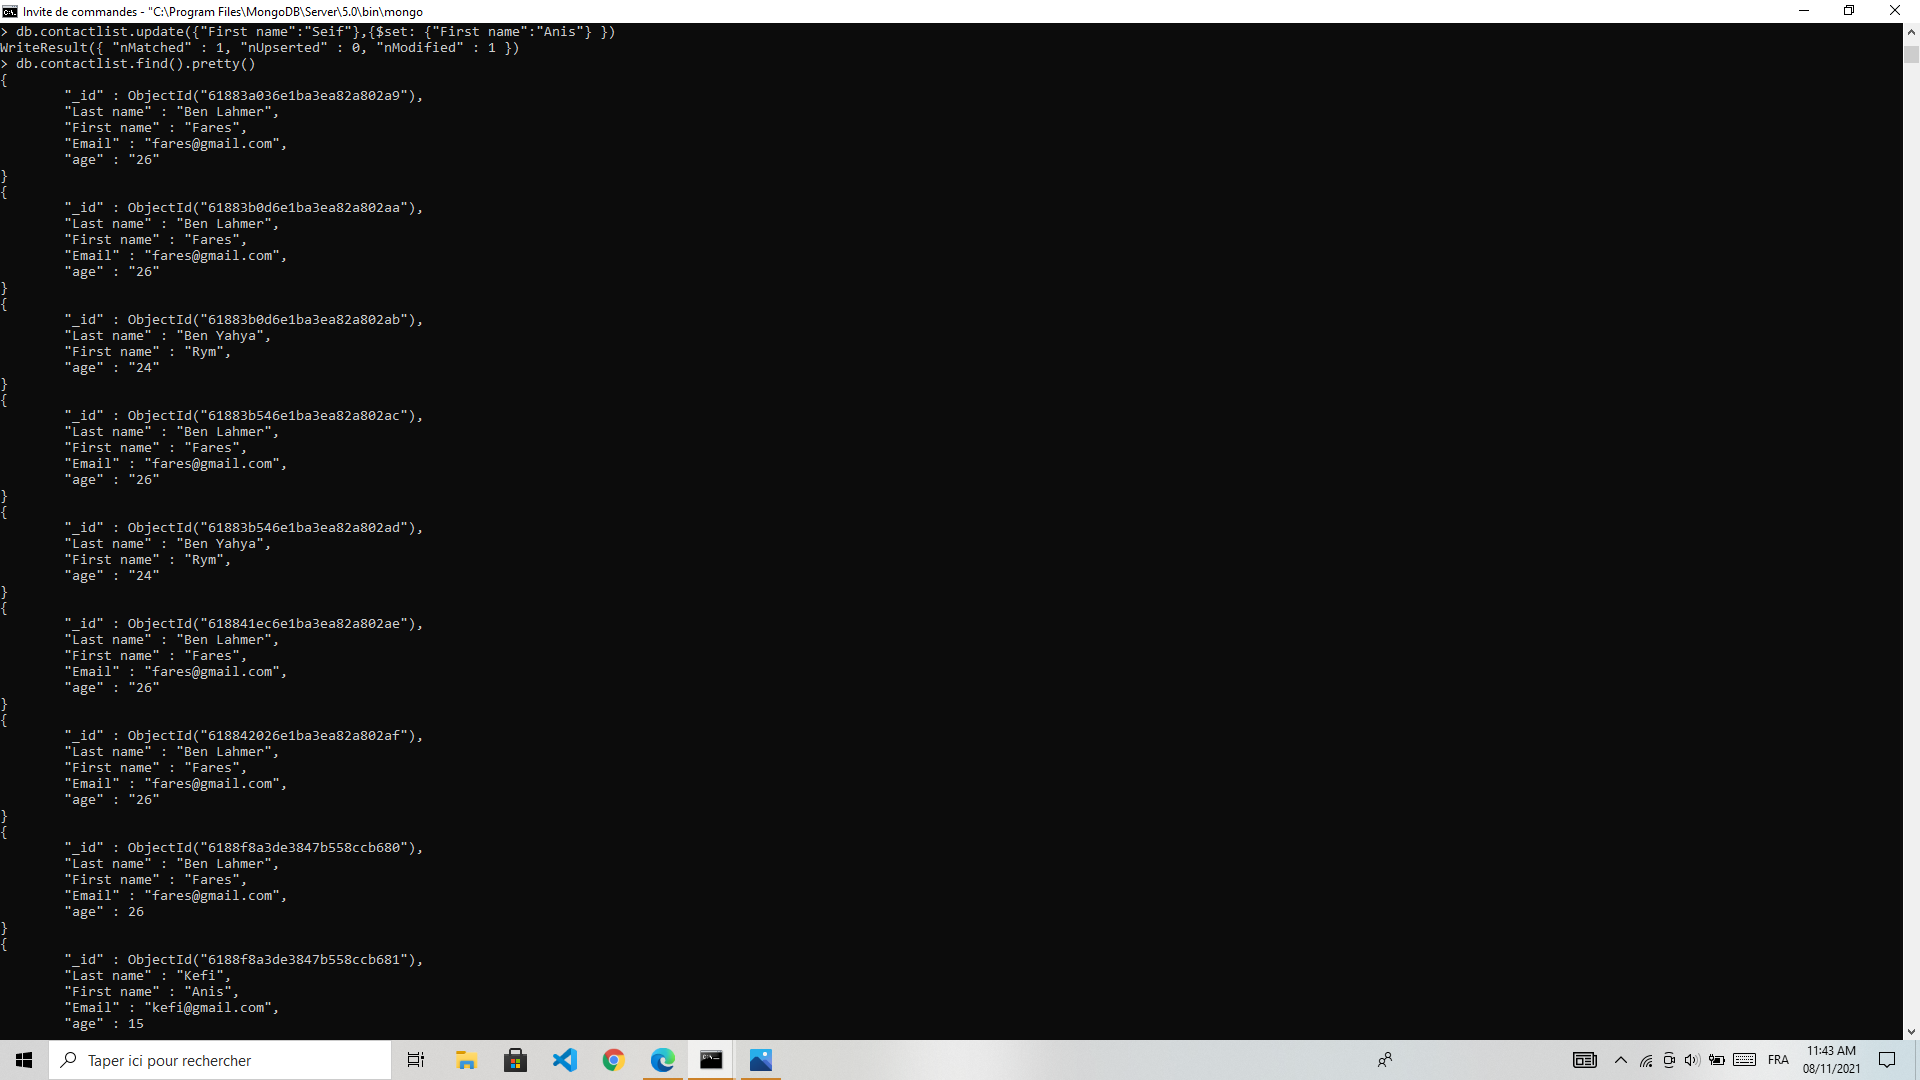 Invite de commandes - "C:\Program Files\MongoDB\Server\5.0\bin\mongo
> db.contactlist.update({"First name":"Seif"},{$set: {"First name":"Anis"} })
WriteResult({ "nMatched" : 1, "nUpserted" : 0, "nModified" : 1 })
> db.contactlist.find().pretty()
{
"_id" : ObjectId("61883a036e1ba3ea82a802a9"),
"Last name" : "Ben Lahmer",
"First name" : "Fares",
"Email" : "fares@gmail.com",
"age" : "26"
}
{
"_id" : ObjectId("61883b0d6e1ba3ea82a802aa"),
"Last name" : "Ben Lahmer",
"First name" : "Fares",
"Email" : "fares@gmail.com",
"age" : "26"
}
{
"_id" : ObjectId("61883b0d6e1ba3ea82a802ab"),
"Last name" : "Ben Yahya",
"First name" : "Rym",
"age" : "24"
}
{
"_id" : ObjectId("61883b546e1ba3ea82a802ac"),
"Last name" : "Ben Lahmer",
"First name" : "Fares",
"Email" : "fares@gmail.com",
"age" : "26"
}
{
"_id" : ObjectId("61883b546e1ba3ea82a802ad"),
"Last name" : "Ben Yahya",
"First name" : "Rym",
"age" : "24"
}
{
"_id" : ObjectId("618841ec6e1ba3ea82a802ae"),
"Last name" : "Ben Lahmer",
"First name" : "Fares",
"Email" : "fares@gmail.com",
"age" : "26"
}
{
"_id" : ObjectId("618842026e1ba3ea82a802af"),
"Last name" : "Ben Lahmer",
"First name" : "Fares",
"Email" : "fares@gmail.com",
"age" : "26"
}
{
"_id" : ObjectId("6188f8a3de3847b558ccb680"),
"Last name" : "Ben Lahmer",
"First name" : "Fares",
"Email" : "fares@gmail.com",
"age" : 26
}
{
"_id" : ObjectId("6188f8a3de3847b558ccb681"),
"Last name" : "Kefi",
"First name" : "Anis",
"Email" : "kefi@gmail.com",
"age" : 15
Taper ici pour rechercher
FRA
11:43 AM
08/11/2021